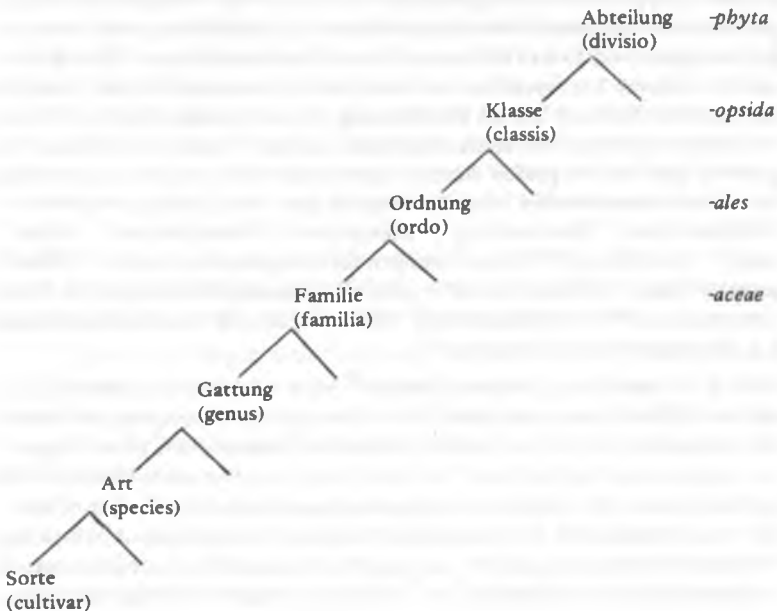 Abteilung -phyta
(divisio)
Klasse -opsida
(classis)
Ordnung -ales
(ordo)
Familie -aceae
(familia)
Gattung
(genus)
Art
(species)
Sorte
(cultivar)